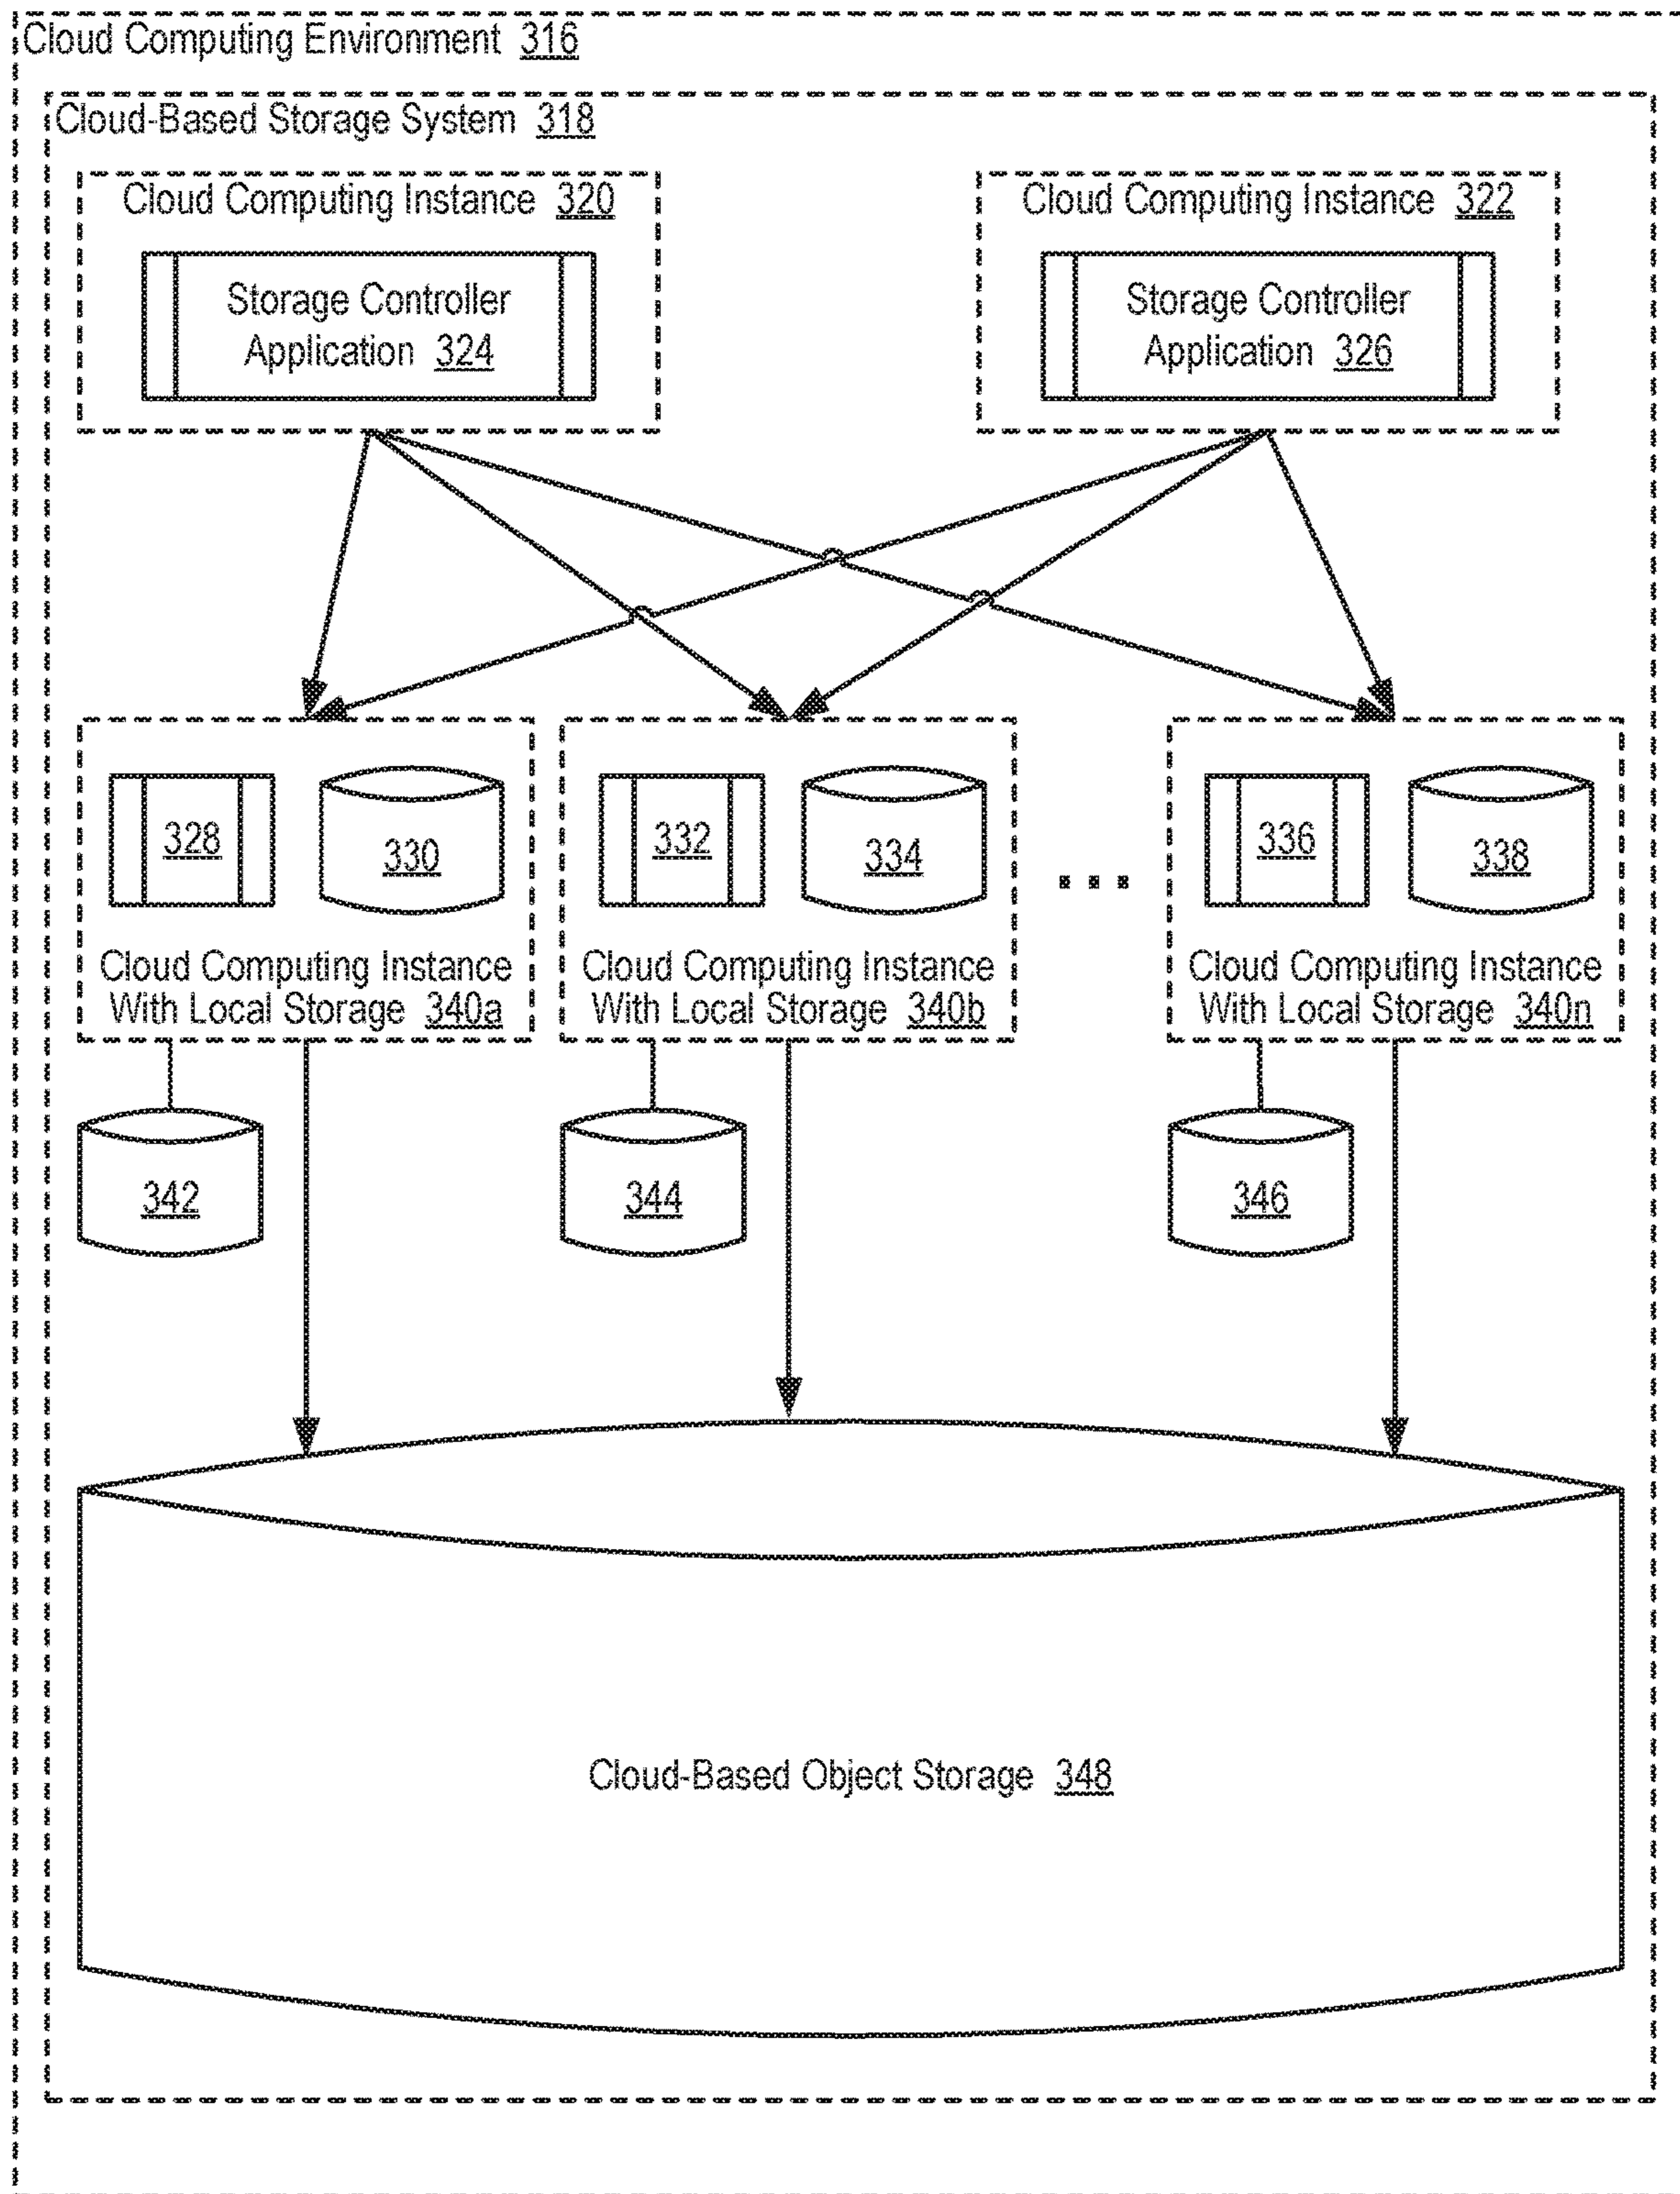 Cloud Computing Environment 316
Cloud-Based Storage System 318
Cloud Computing Instance 320
Storage Controller
Application 324
Cloud Computing Instance 322
Storage Controller
Application 326
328
330
Cloud Computing Instance
With Local Storage 340a
332
334
Cloud Computing Instance
With Local Storage 340b
...
336
338
Cloud Computing Instance
With Local Storage 340n
342
344
346
Cloud-Based Object Storage 348